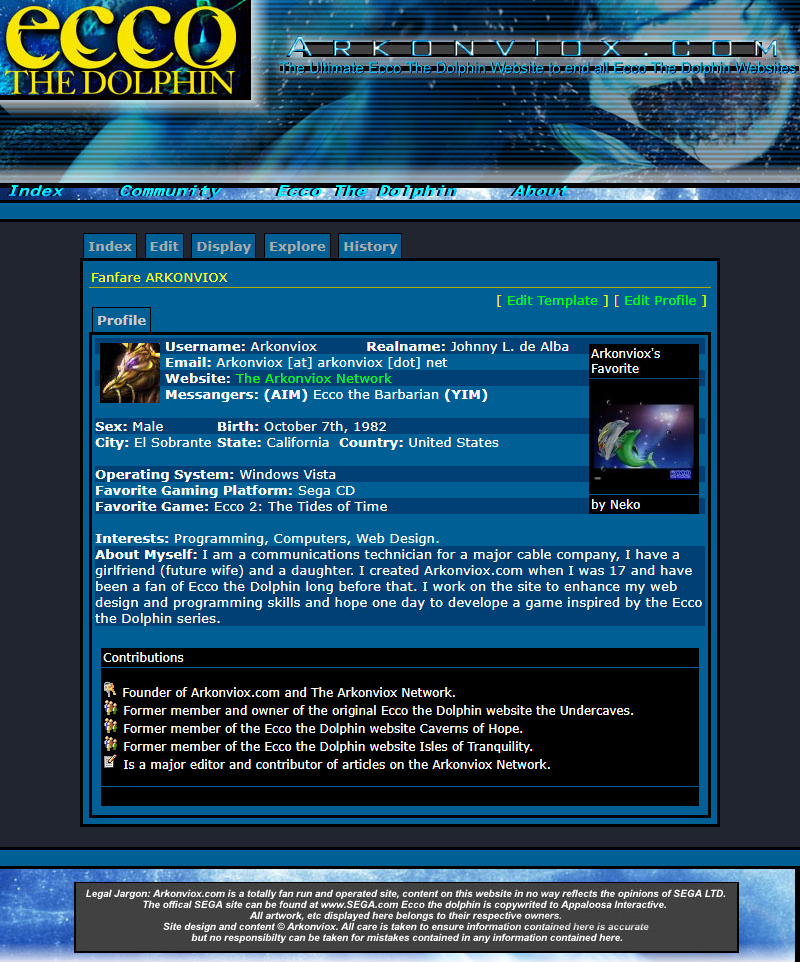 ecco
THE DOLPHIN
ARKONVIOX.COM
The Ultimate Ecco The Dolphin Website to end all Ecco The Dolphin Websites
Index Community Ecco The Dolphin About
Index Edit Display Explore History
Fanfare ARKONVIOX
[ Edit Template ] [ Edit Profile ]
Profile
Username: Arkonviox Realname: Johnny L. de Alba
Email: Arkonviox [at] arkonviox [dot] net
Website: The Arkonviox Network
Messangers: (AIM) Ecco the Barbarian (YIM)
Arkonviox's
Favorite
by Neko
Sex: Male Birth: October 7th, 1982
City: El Sobrante State: California Country: United States
Operating System: Windows Vista
Favorite Gaming Platform: Sega CD
Favorite Game: Ecco 2: The Tides of Time
Interests: Programming, Computers, Web Design.
About Myself: I am a communications technician for a major cable company, I have a
girlfriend (future wife) and a daughter. I created Arkonviox.com when I was 17 and have
been a fan of Ecco the Dolphin long before that. I work on the site to enhance my web
design and programming skills and hope one day to develope a game inspired by the Ecco
the Dolphin series.
Contributions
Founder of Arkonviox.com and The Arkonviox Network.
Former member and owner of the original Ecco the Dolphin website the Undercaves.
Former member of the Ecco the Dolphin website Caverns of Hope.
Former member of the Ecco the Dolphin website Isles of Tranquility.
Is a major editor and contributor of articles on the Arkonviox Network.
Legal Jargon: Arkonviox.com is a totally fan run and operated site, content on this website in no way reflects the opinions of SEGA LTD.
The offical SEGA site can be found at www.SEGA.com Ecco the dolphin is copywrited to Appaloosa Interactive.
All artwork, etc displayed here belongs to their respective owners.
Site design and content © Arkonviox. All care is taken to ensure information contained here is accurate
but no responsibilty can be taken for mistakes contained in any information contained here.